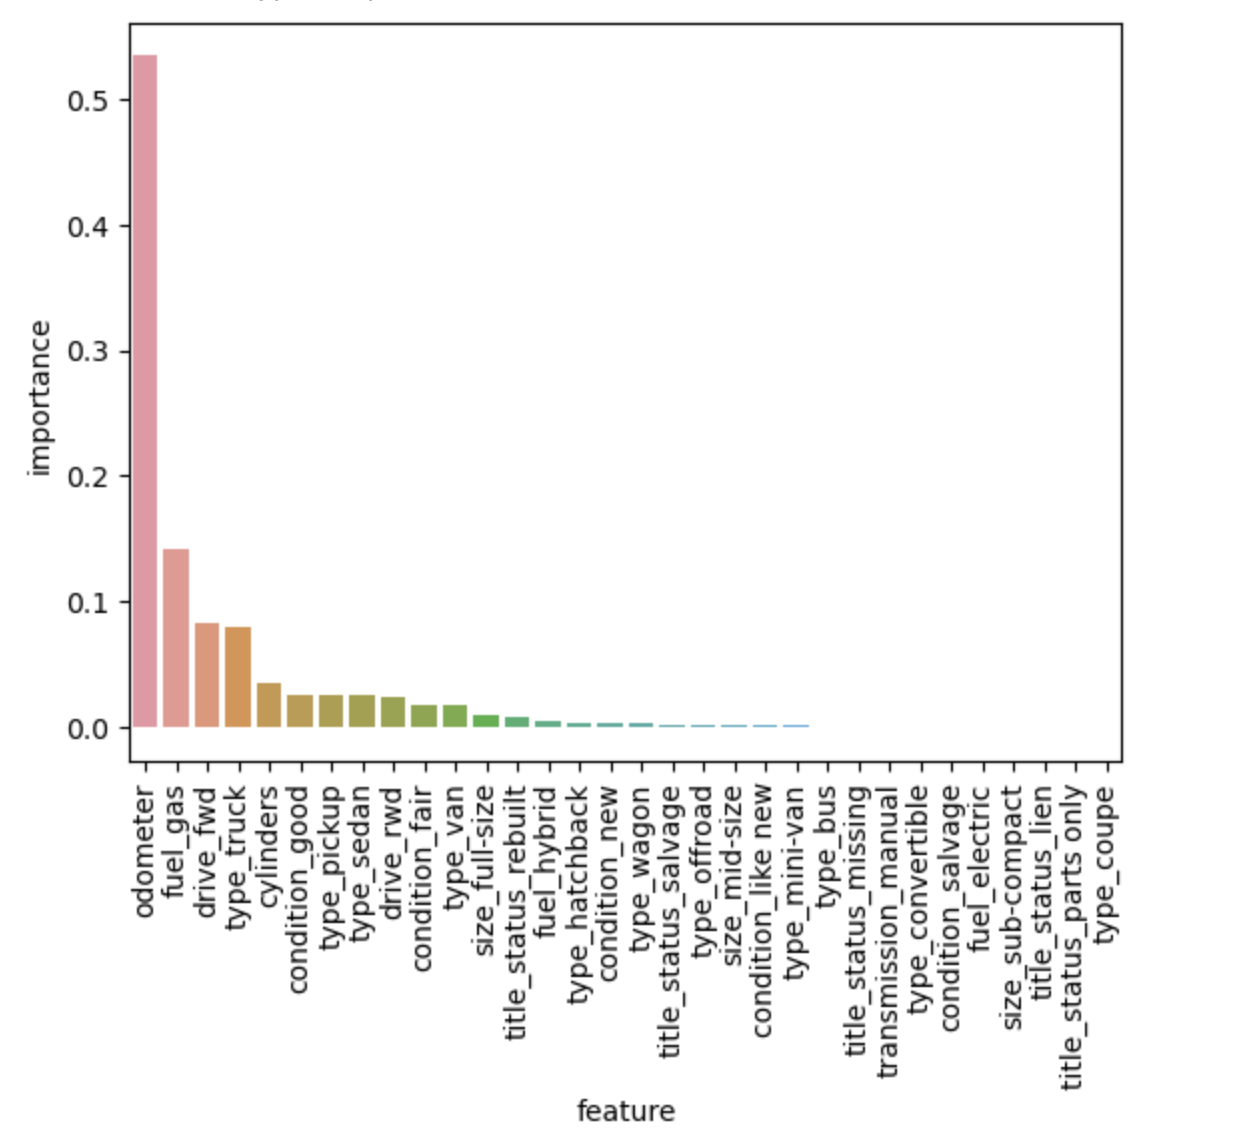 0.5
0.4
0.3
0.2
0.1
0.0
importance
odometer
fuel_gas
drive_fwd
type_truck
cylinders
condition_good
type_pickup
type_sedan
drive_rwd
condition_fair
type_van
size_full-size
title_status_rebuilt
fuel_hybrid
type_hatchback
condition_new
type_wagon
title_status_salvage
type_offroad
size_mid-size
condition_like new
type_mini-van
type_bus
title_status_missing
transmission_manual
type_convertible
condition_salvage
fuel_electric
size_sub-compact
title_status_lien
title_status_parts only
type_coupe
feature